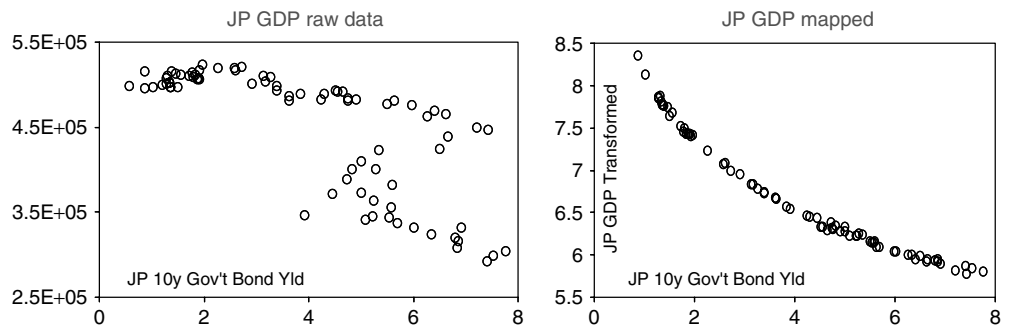 JP GDP raw data
5.5E+05
4.5E+05
3.5E+05
2.5E+05
JP 10y Gov't Bond Yld
0 2 4 6 8
JP GDP mapped
8.5
8
7.5
7
6.5
6
5.5
JP GDP Transformed
JP 10y Gov't Bond Yld
0 2 4 6 8